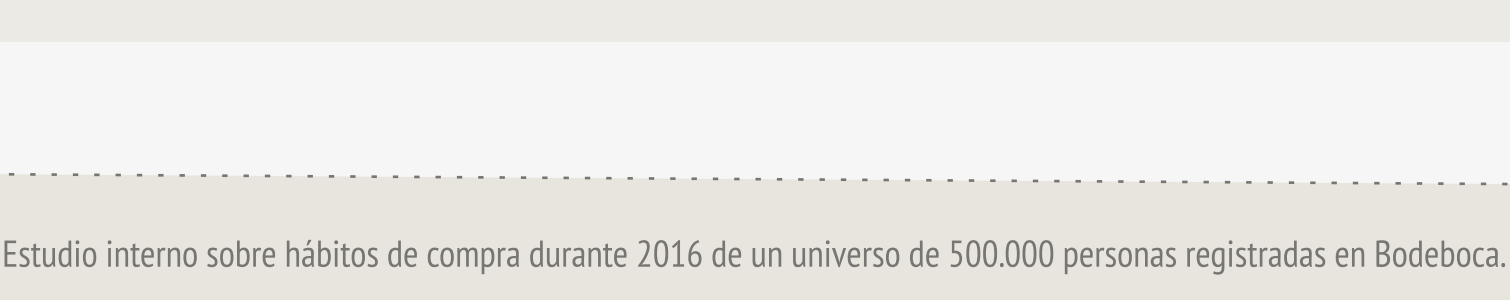 Estudio interno sobre hábitos de compra durante 2016 de un universo de 500.000 personas registradas en Bodeboca.